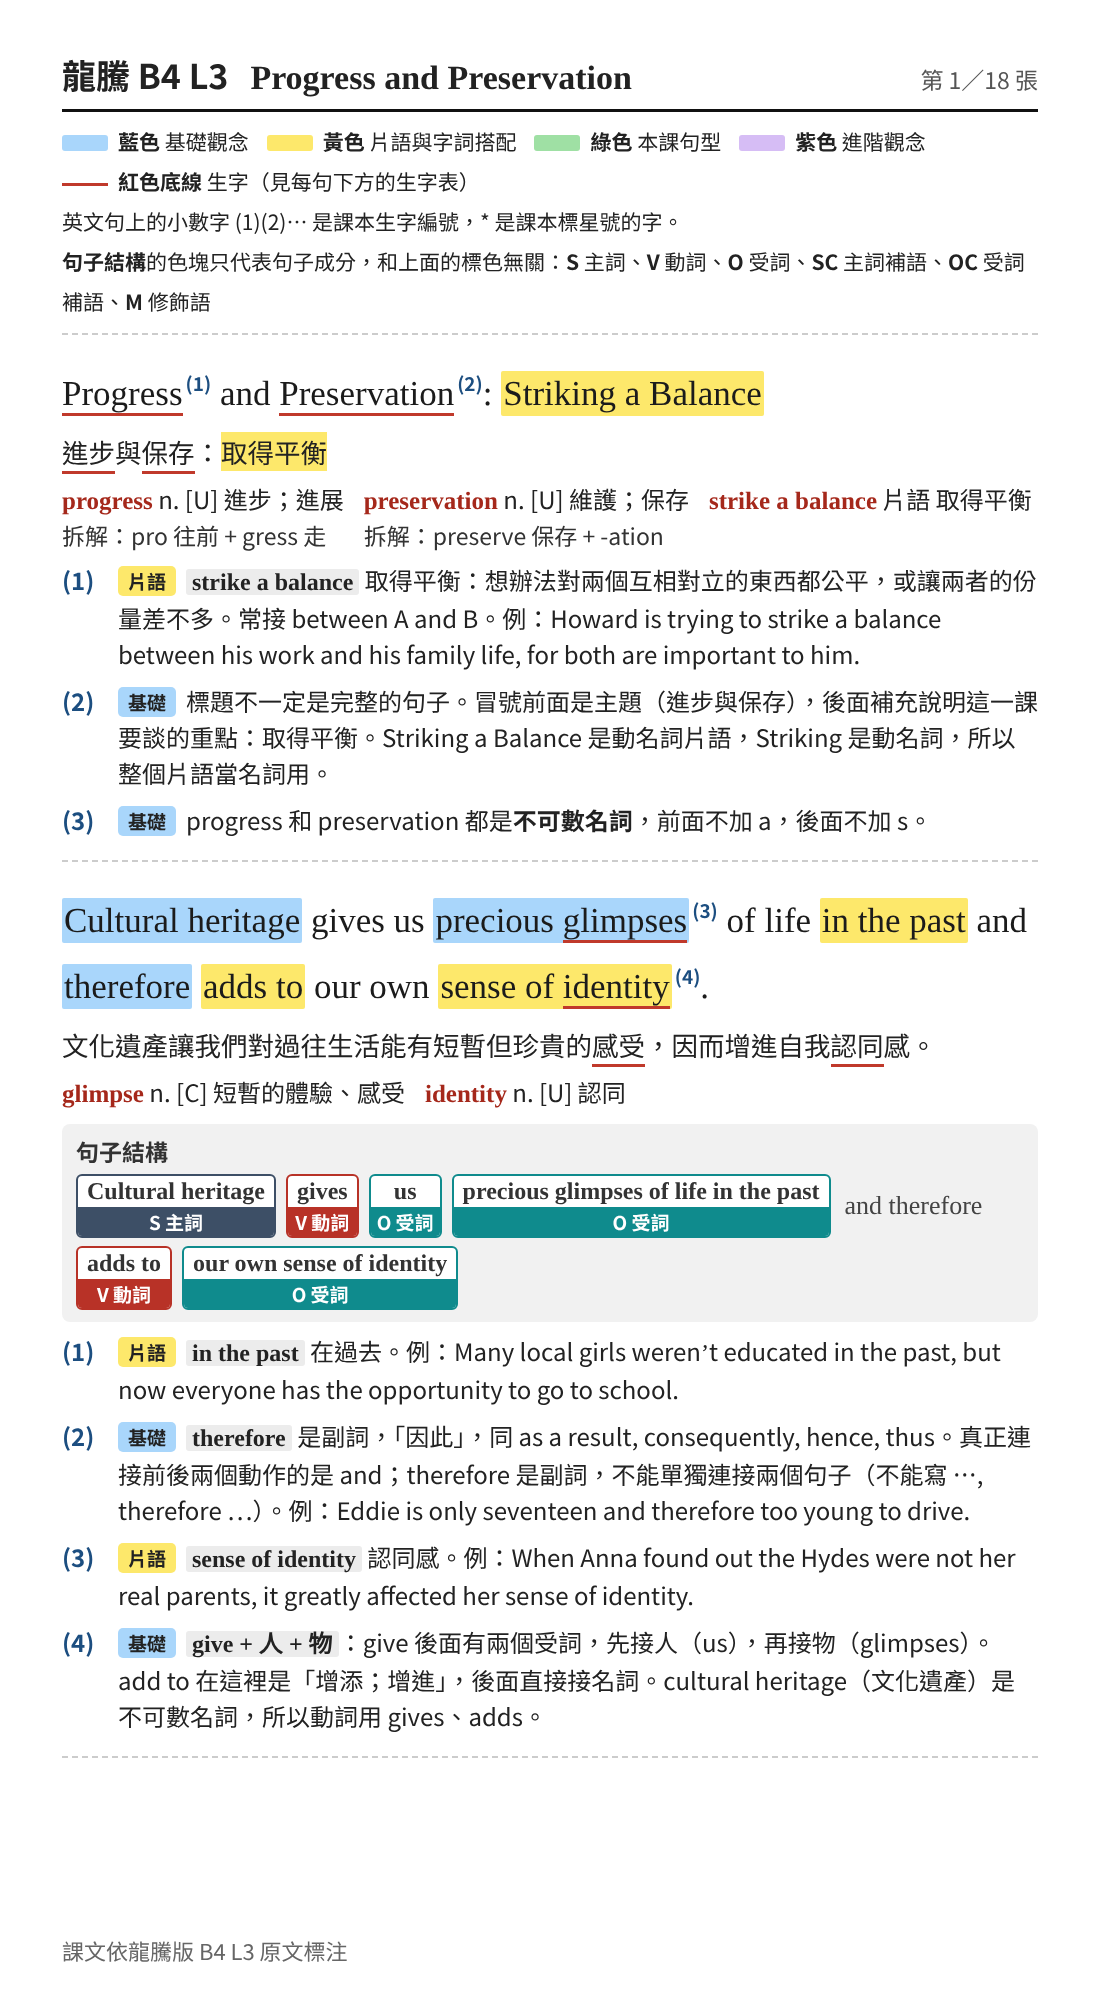 龍騰 B4 L3 Progress and Preservation 第 1／18 張
藍色 基礎觀念 黃色 片語與字詞搭配 綠色 本課句型 紫色 進階觀念
紅色底線 生字（見每句下方的生字表）
英文句上的小數字 (1)(2)⋯ 是課本生字編號，* 是課本標星號的字。
句子結構的色塊只代表句子成分，和上面的標色無關：S 主詞、V 動詞、O 受詞、SC 主詞補語、OC 受詞
補語、M 修飾語
Progress(1) and Preservation(2): Striking a Balance
進步與保存：取得平衡
progress n. [U] 進步；進展 preservation n. [U] 維護；保存 strike a balance 片語 取得平衡
拆解：pro 往前 + gress 走 拆解：preserve 保存 + -ation
(1) 片語 strike a balance 取得平衡：想辦法對兩個互相對立的東西都公平，或讓兩者的份
量差不多。常接 between A and B。例：Howard is trying to strike a balance
between his work and his family life, for both are important to him.
(2) 基礎 標題不一定是完整的句子。冒號前面是主題（進步與保存），後面補充說明這一課
要談的重點：取得平衡。Striking a Balance 是動名詞片語，Striking 是動名詞，所以
整個片語當名詞用。
(3) 基礎 progress 和 preservation 都是不可數名詞，前面不加 a，後面不加 s。
Cultural heritage gives us precious glimpses(3) of life in the past and
therefore adds to our own sense of identity(4).
文化遺產讓我們對過往生活能有短暫但珍貴的感受，因而增進自我認同感。
glimpse n. [C] 短暫的體驗、感受 identity n. [U] 認同
句子結構
Cultural heritage gives us precious glimpses of life in the past and therefore
S 主詞 V 動詞 O 受詞 O 受詞
adds to our own sense of identity
V 動詞 O 受詞
(1) 片語 in the past 在過去。例：Many local girls weren’t educated in the past, but
now everyone has the opportunity to go to school.
(2) 基礎 therefore 是副詞，「因此」，同 as a result, consequently, hence, thus。真正連
接前後兩個動作的是 and；therefore 是副詞，不能單獨連接兩個句子（不能寫 ⋯,
therefore …）。例：Eddie is only seventeen and therefore too young to drive.
(3) 片語 sense of identity 認同感。例：When Anna found out the Hydes were not her
real parents, it greatly affected her sense of identity.
(4) 基礎 give + 人 + 物：give 後面有兩個受詞，先接人（us），再接物（glimpses）。
add to 在這裡是「增添；增進」，後面直接接名詞。cultural heritage（文化遺產）是
不可數名詞，所以動詞用 gives、adds。
課文依龍騰版 B4 L3 原文標注